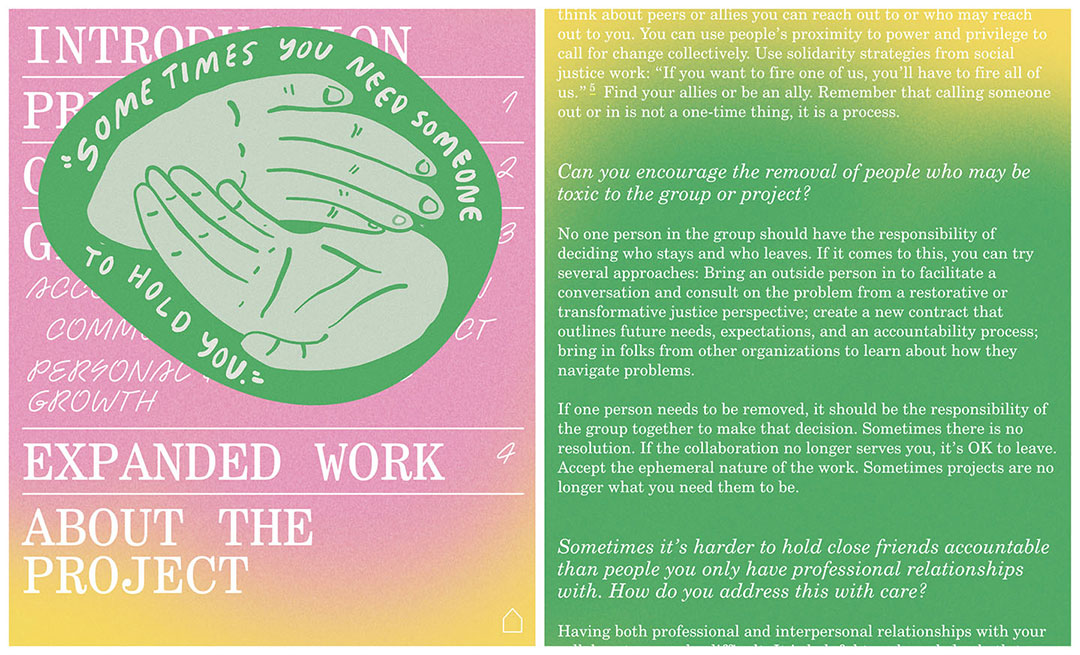 INTRODUCTION
1
2
3
PERSONAL
GROWTH
EXPANDED WORK 4
ABOUT THE
PROJECT
"SOMETIMES YOU NEED SOMEONE
TO HOLD YOU."
think about peers or allies you can reach out to or who may reach
out to you. You can use people's proximity to power and privilege to
call for change collectively. Use solidarity strategies from social
justice work: “If you want to fire one of us, you’ll have to fire all of
us.” 5 Find your allies or be an ally. Remember that calling someone
out or in is not a one-time thing, it is a process.
Can you encourage the removal of people who may be
toxic to the group or project?
No one person in the group should have the responsibility of
deciding who stays and who leaves. If it comes to this, you can try
several approaches: Bring an outside person in to facilitate a
conversation and consult on the problem from a restorative or
transformative justice perspective; create a new contract that
outlines future needs, expectations, and an accountability process;
bring in folks from other organizations to learn about how they
navigate problems.
If one person needs to be removed, it should be the responsibility of
the group together to make that decision. Sometimes there is no
resolution. If the collaboration no longer serves you, it’s OK to leave.
Accept the ephemeral nature of the work. Sometimes projects are no
longer what you need them to be.
Sometimes it’s harder to hold close friends accountable
than people you only have professional relationships
with. How do you address this with care?
Having both professional and interpersonal relationships with your